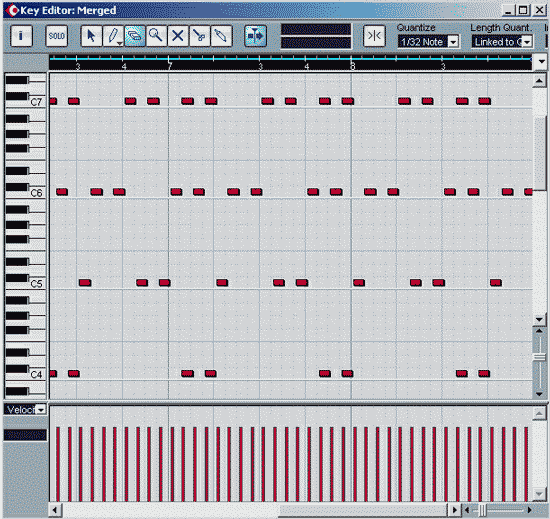 Key Editor: Merged
i
SOLO
Quantize
Length Quant.
1/32 Note
Linked to
3 4 7 3 4 8 3
C7
C6
C5
C4